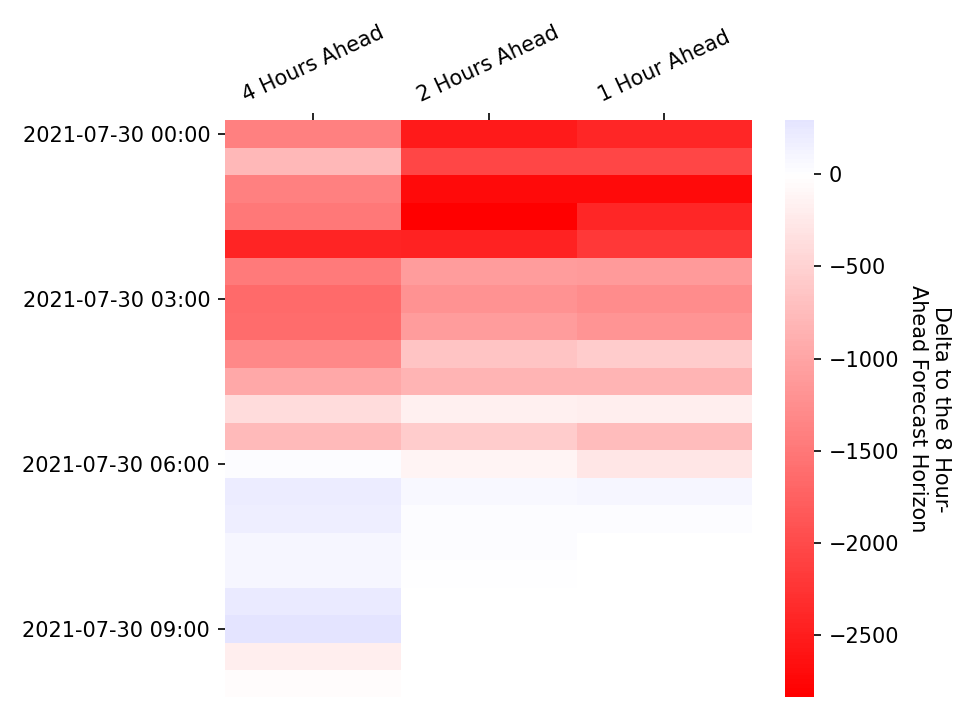 4 Hours Ahead
2 Hours Ahead
1 Hour Ahead
2021-07-30 00:00
2021-07-30 03:00
2021-07-30 06:00
2021-07-30 09:00
0
−500
−1000
−1500
−2000
−2500
Delta to the 8 Hour-
Ahead Forecast Horizon